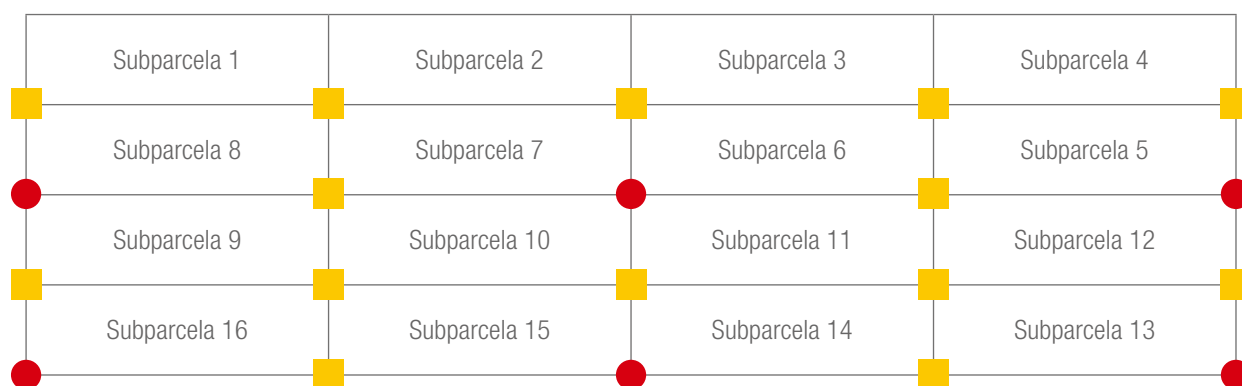 Subparcela 1 Subparcela 2 Subparcela 3 Subparcela 4
Subparcela 8 Subparcela 7 Subparcela 6 Subparcela 5
Subparcela 9 Subparcela 10 Subparcela 11 Subparcela 12
Subparcela 16 Subparcela 15 Subparcela 14 Subparcela 13